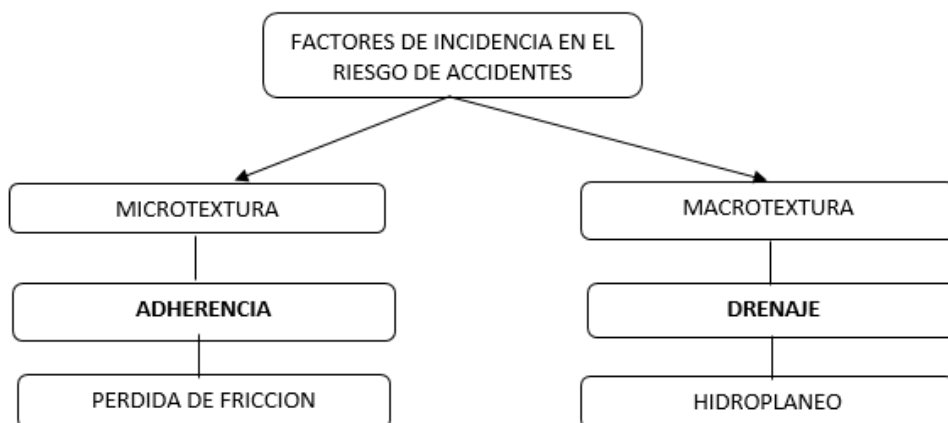 FACTORES DE INCIDENCIA EN EL
RIESGO DE ACCIDENTES
MICROTEXTURA
MACROTEXTURA
ADHERENCIA
DRENAJE
PERDIDA DE FRICCION
HIDROPLANEO